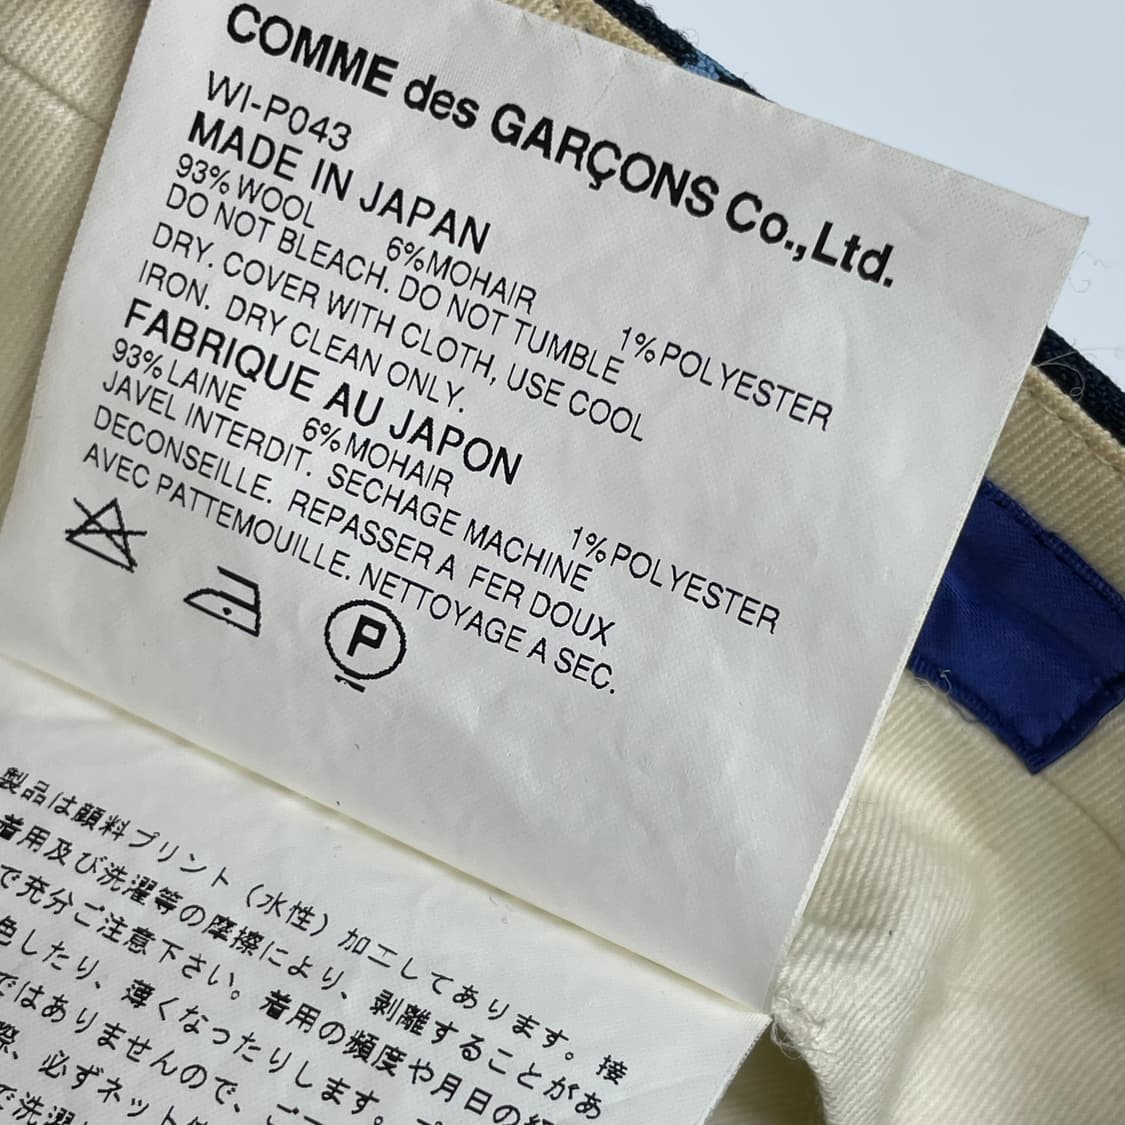 COMME des GARÇONS Co.,Ltd.
WI-P043
MADE IN JAPAN
93% WOOL 6%MOHAIR 1%POLYESTER
DO NOT BLEACH. DO NOT TUMBLE
DRY. COVER WITH CLOTH, USE COOL
IRON. DRY CLEAN ONLY.
FABRIQUE AU JAPON
93%LAINE 6%MOHAIR 1%POLYESTER
JAVEL INTERDIT. SECHAGE MACHINE
DECONSEILLE. REPASSER A FER DOUX
AVEC PATTEMOUILLE. NETTOYAGE A SEC.
P
製品は顔料プリント（水性）加工してあります。接
着用及び洗濯等の摩擦により、剥離することがあ
で充分ご注意下さい。着用の頻度や月日の経
色したり、薄くなったりします。
ではありませんので、ご
際、必ずネット
で洗濯